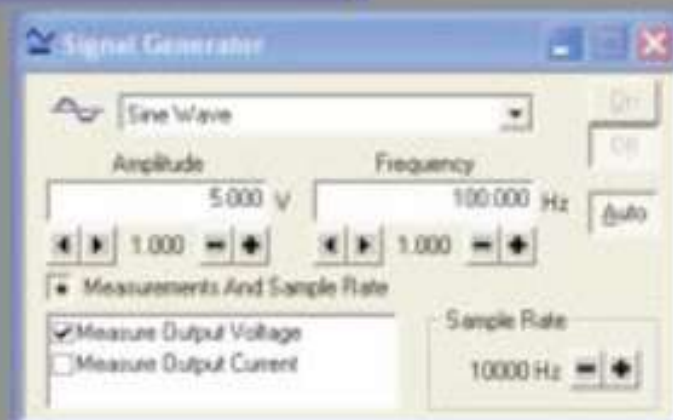 Signal Generator
Sine Wave
On
Off
Amplitude
Frequency
5.000 V
100.000 Hz
Auto
1.000
1.000
Measurements And Sample Rate
Measure Output Voltage
Measure Output Current
Sample Rate
10000 Hz